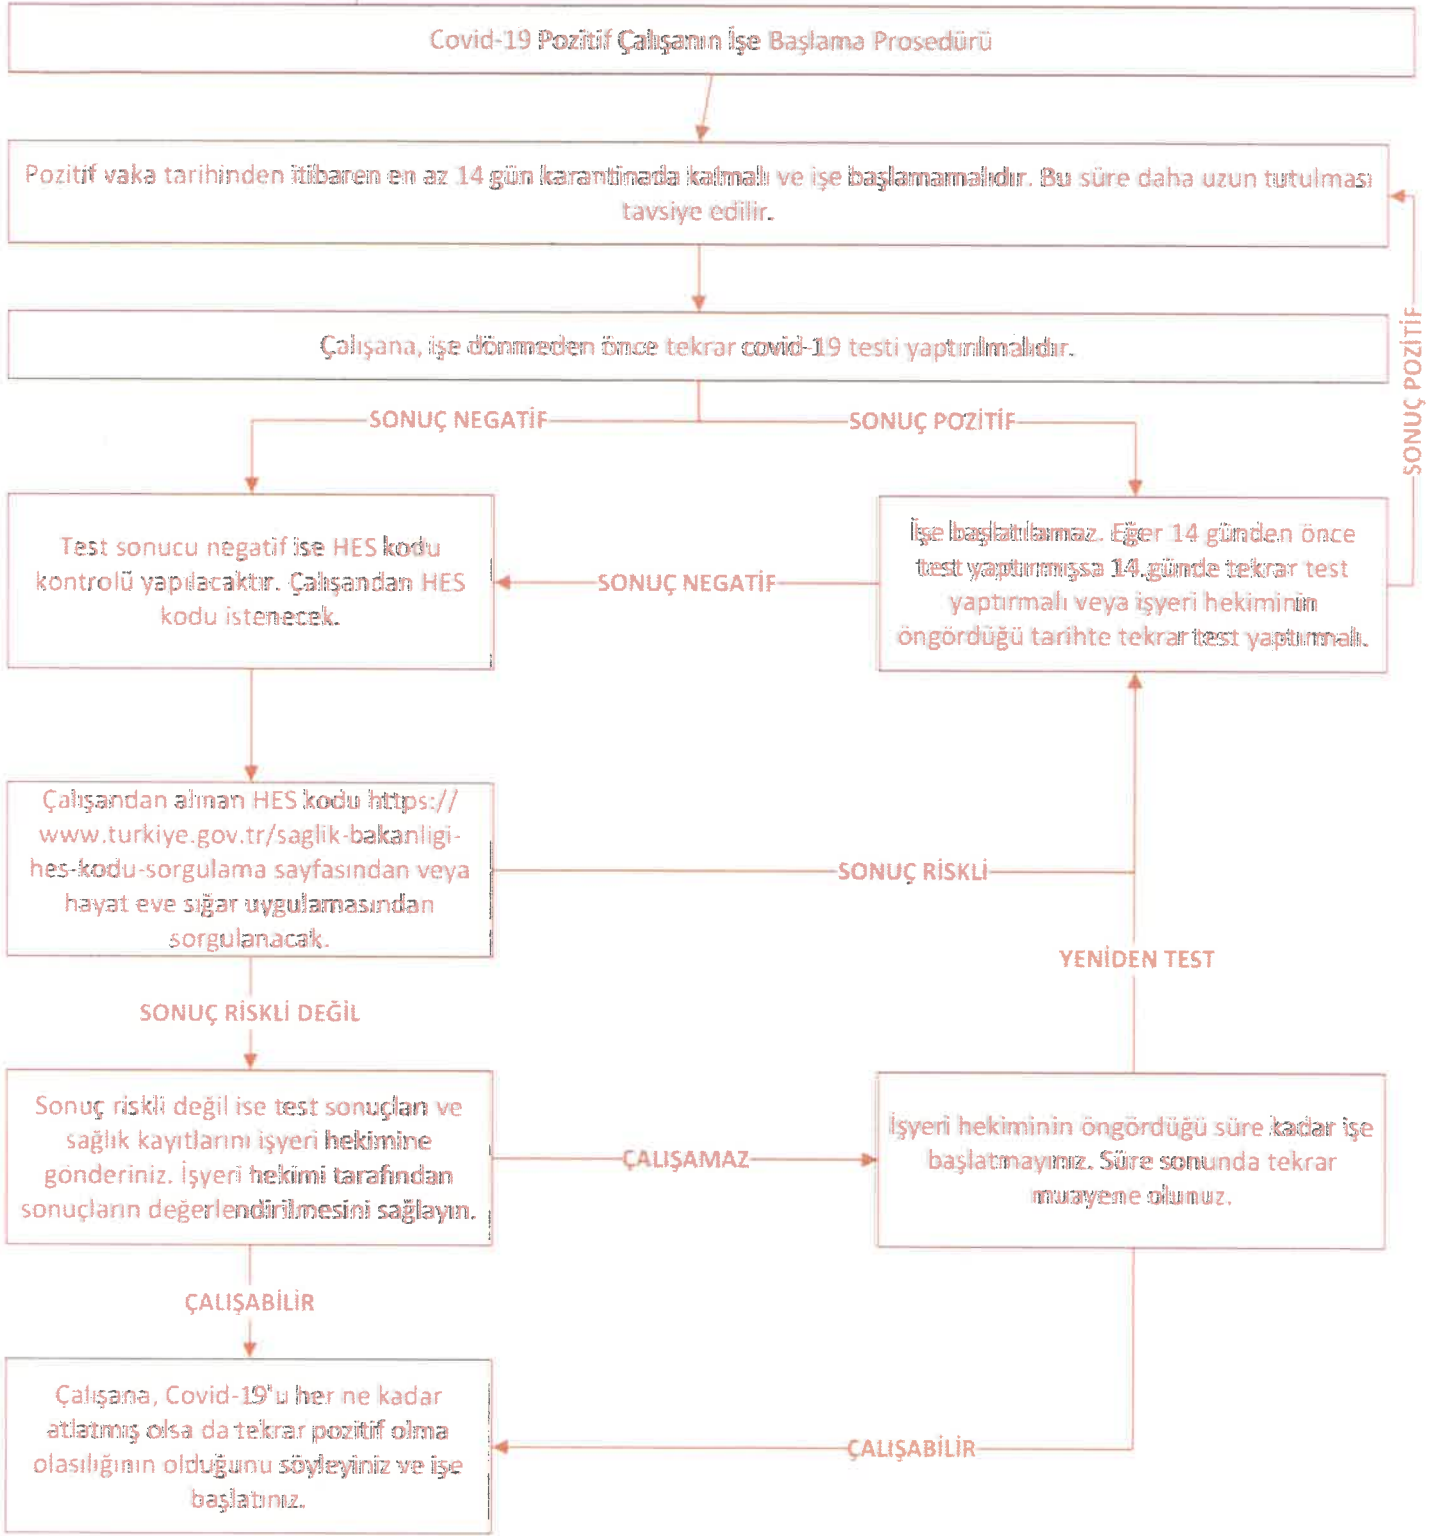 Covid-19 Pozitif Çalışanın İşe Başlama Prosedürü
Pozitif vaka tarihinden itibaren en az 14 gün karantinada kalmalı ve işe başlamamalıdır. Bu süre daha uzun tutulması
tavsiye edilir.
Çalışana, işe dönmeden önce tekrar covid-19 testi yaptırılmalıdır.
SONUÇ NEGATİF
SONUÇ POZİTİF
SONUÇ POZİTİF
Test sonucu negatif ise HES kodu
kontrolü yapılacaktır. Çalışandan HES
kodu istenecek.
SONUÇ NEGATİF
İşe başlatılamaz. Eğer 14 günden önce
test yaptırmışsa 14.günde tekrar test
yaptırmalı veya işyeri hekiminin
öngördüğü tarihte tekrar test yaptırmalı.
Çalışandan alınan HES kodu https://
www.turkiye.gov.tr/saglik-bakanligi-
hes-kodu-sorgulama sayfasından veya
hayat eve sığar uygulamasından
sorgulanacak.
SONUÇ RİSKLİ
YENİDEN TEST
SONUÇ RİSKLİ DEĞİL
Sonuç riskli değil ise test sonuçları ve
sağlık kayıtlarını işyeri hekimine
gönderiniz. İşyeri hekimi tarafından
sonuçların değerlendirilmesini sağlayın.
ÇALIŞAMAZ
İşyeri hekiminin öngördüğü süre kadar işe
başlatmayınız. Süre sonunda tekrar
muayene olunuz.
ÇALIŞABİLİR
Çalışana, Covid-19'u her ne kadar
atlatmış olsa da tekrar pozitif olma
olasılığının olduğunu söyleyiniz ve işe
başlatınız.
ÇALIŞABİLİR